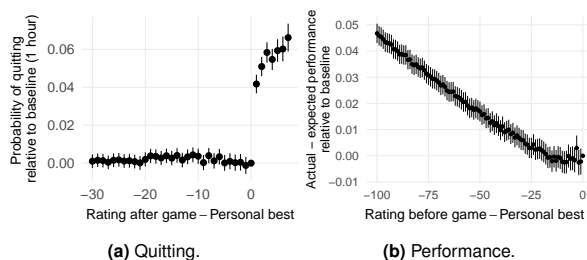 Probability of quitting
relative to baseline (1 hour)
0.06
0.04
0.02
0.00
−30
−20
−10
0
Rating after game − Personal best
(a) Quitting.
Actual − expected performance
relative to baseline
0.05
0.04
0.03
0.02
0.01
0.00
−0.01
−100
−75
−50
−25
0
Rating before game − Personal best
(b) Performance.